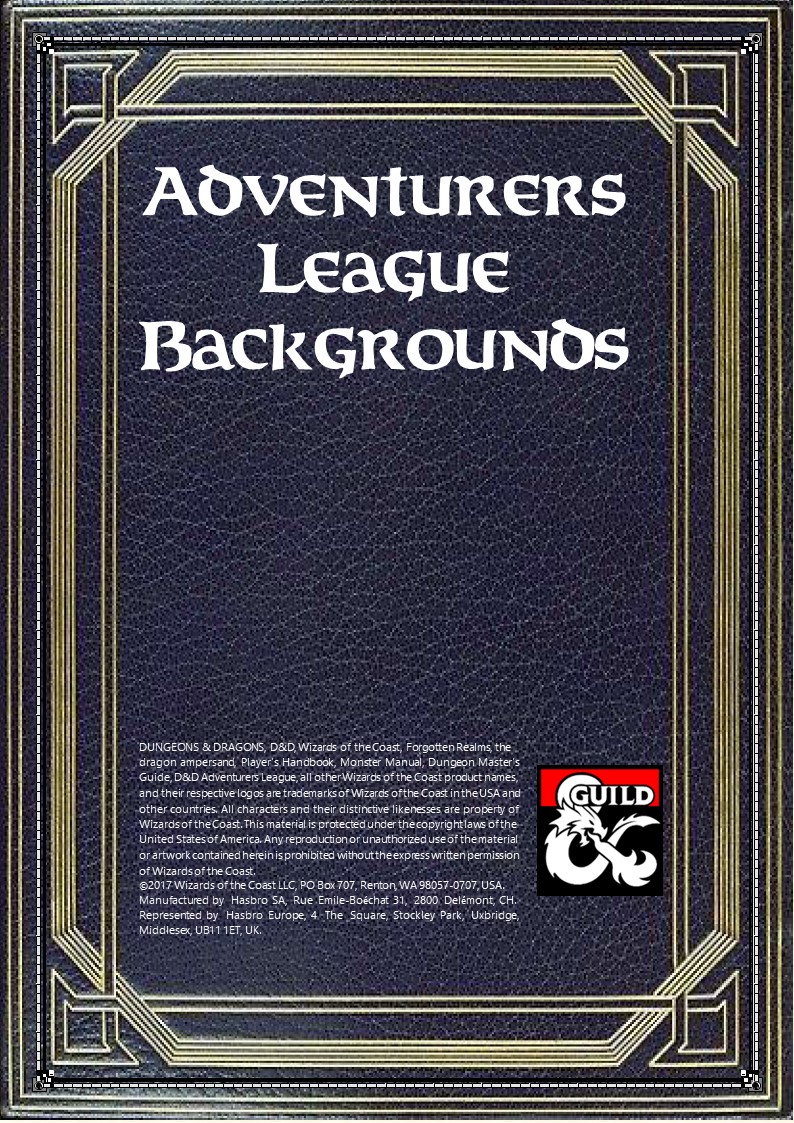 Adventurers
League
Backgrounds
DUNGEONS & DRAGONS, D&D, Wizards of the Coast, Forgotten Realms, the
dragon ampersand, Player's Handbook, Monster Manual, Dungeon Master's
Guide, D&D Adventurers League, all other Wizards of the Coast product names,
and their respective logos are trademarks of Wizards of the Coast in the USA and
other countries. All characters and their distinctive likenesses are property of
Wizards of the Coast. This material is protected under the copyright laws of the
United States of America. Any reproduction or unauthorized use of the material
or artwork contained herein is prohibited without the express written permission
of Wizards of the Coast.
©2017 Wizards of the Coast LLC, PO Box 707, Renton, WA 98057-0707, USA.
Manufactured by Hasbro SA, Rue Emile-Boéchat 31, 2800 Delémont, CH.
Represented by Hasbro Europe, 4 The Square, Stockley Park, Uxbridge,
Middlesex, UB11 1ET, UK.
GUILD